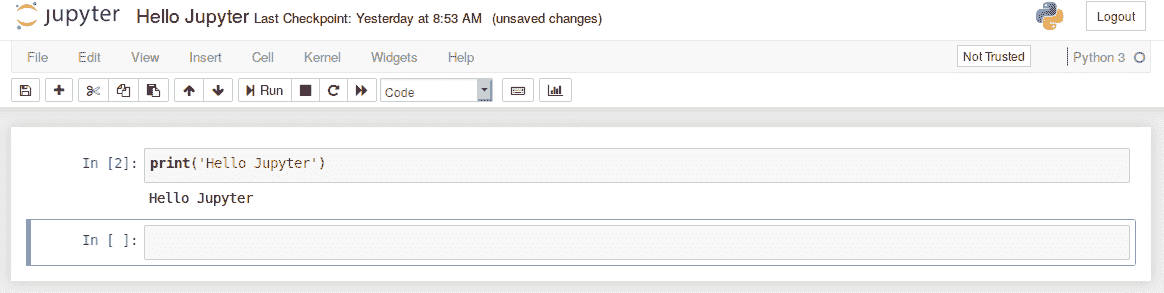 jupyter Hello Jupyter Last Checkpoint: Yesterday at 8:53 AM (unsaved changes) Logout
File Edit View Insert Cell Kernel Widgets Help Not Trusted Python 3
Run Code
In [2]: print('Hello Jupyter')
Hello Jupyter
In [ ]: